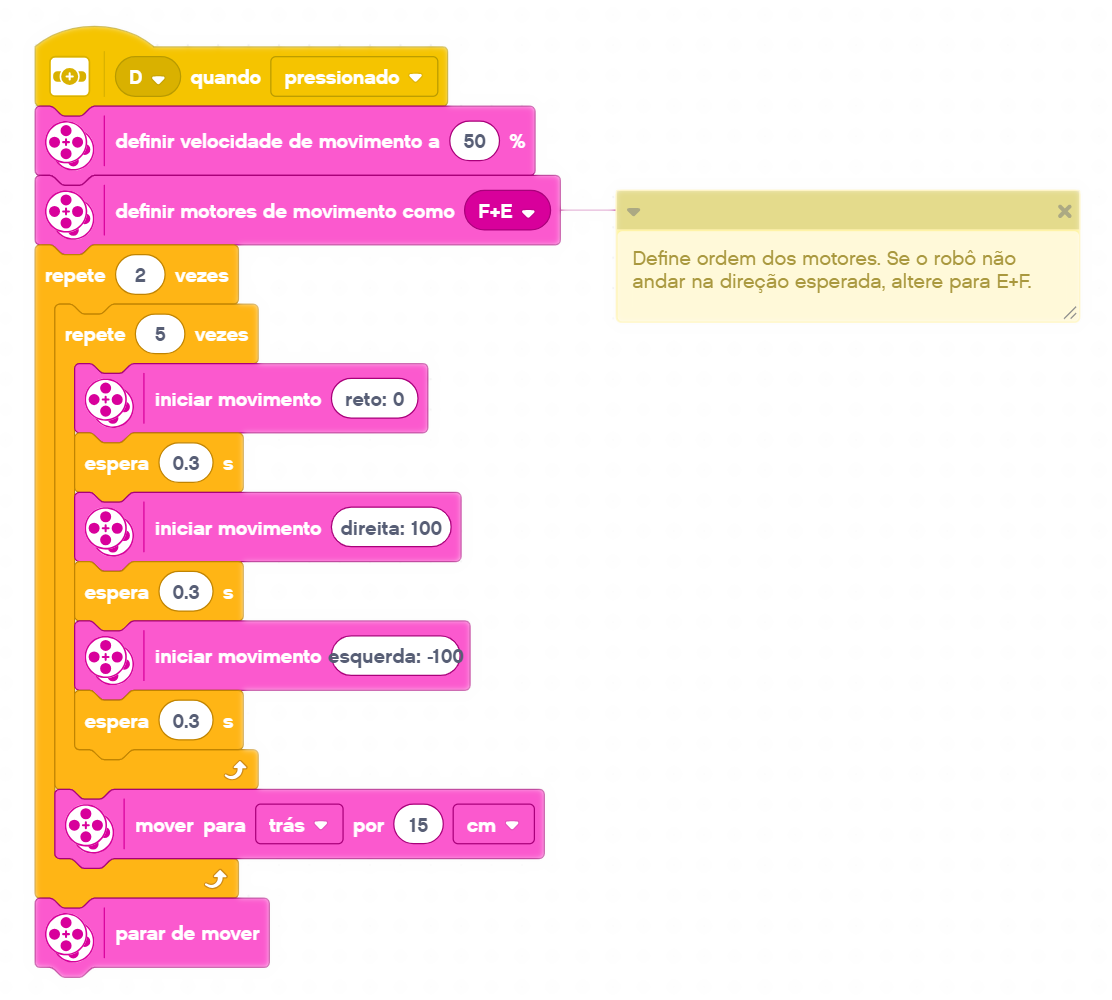 D quando pressionado
definir velocidade de movimento a 50 %
definir motores de movimento como F+E
Define ordem dos motores. Se o robô não
andar na direção esperada, altere para E+F.
repete 2 vezes
repete 5 vezes
iniciar movimento reto: 0
espera 0.3 s
iniciar movimento direita: 100
espera 0.3 s
iniciar movimento esquerda: -100
espera 0.3 s
mover para trás por 15 cm
parar de mover